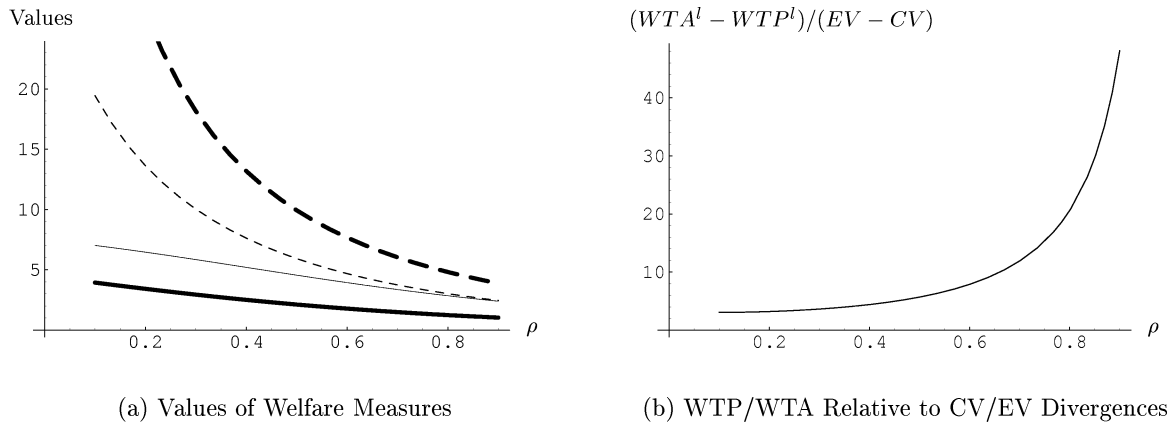 Values
20
15
10
5
0.2 0.4 0.6 0.8 ρ
(a) Values of Welfare Measures
(WTA^l − WTP^l)/(EV − CV)
40
30
20
10
0.2 0.4 0.6 0.8 ρ
(b) WTP/WTA Relative to CV/EV Divergences